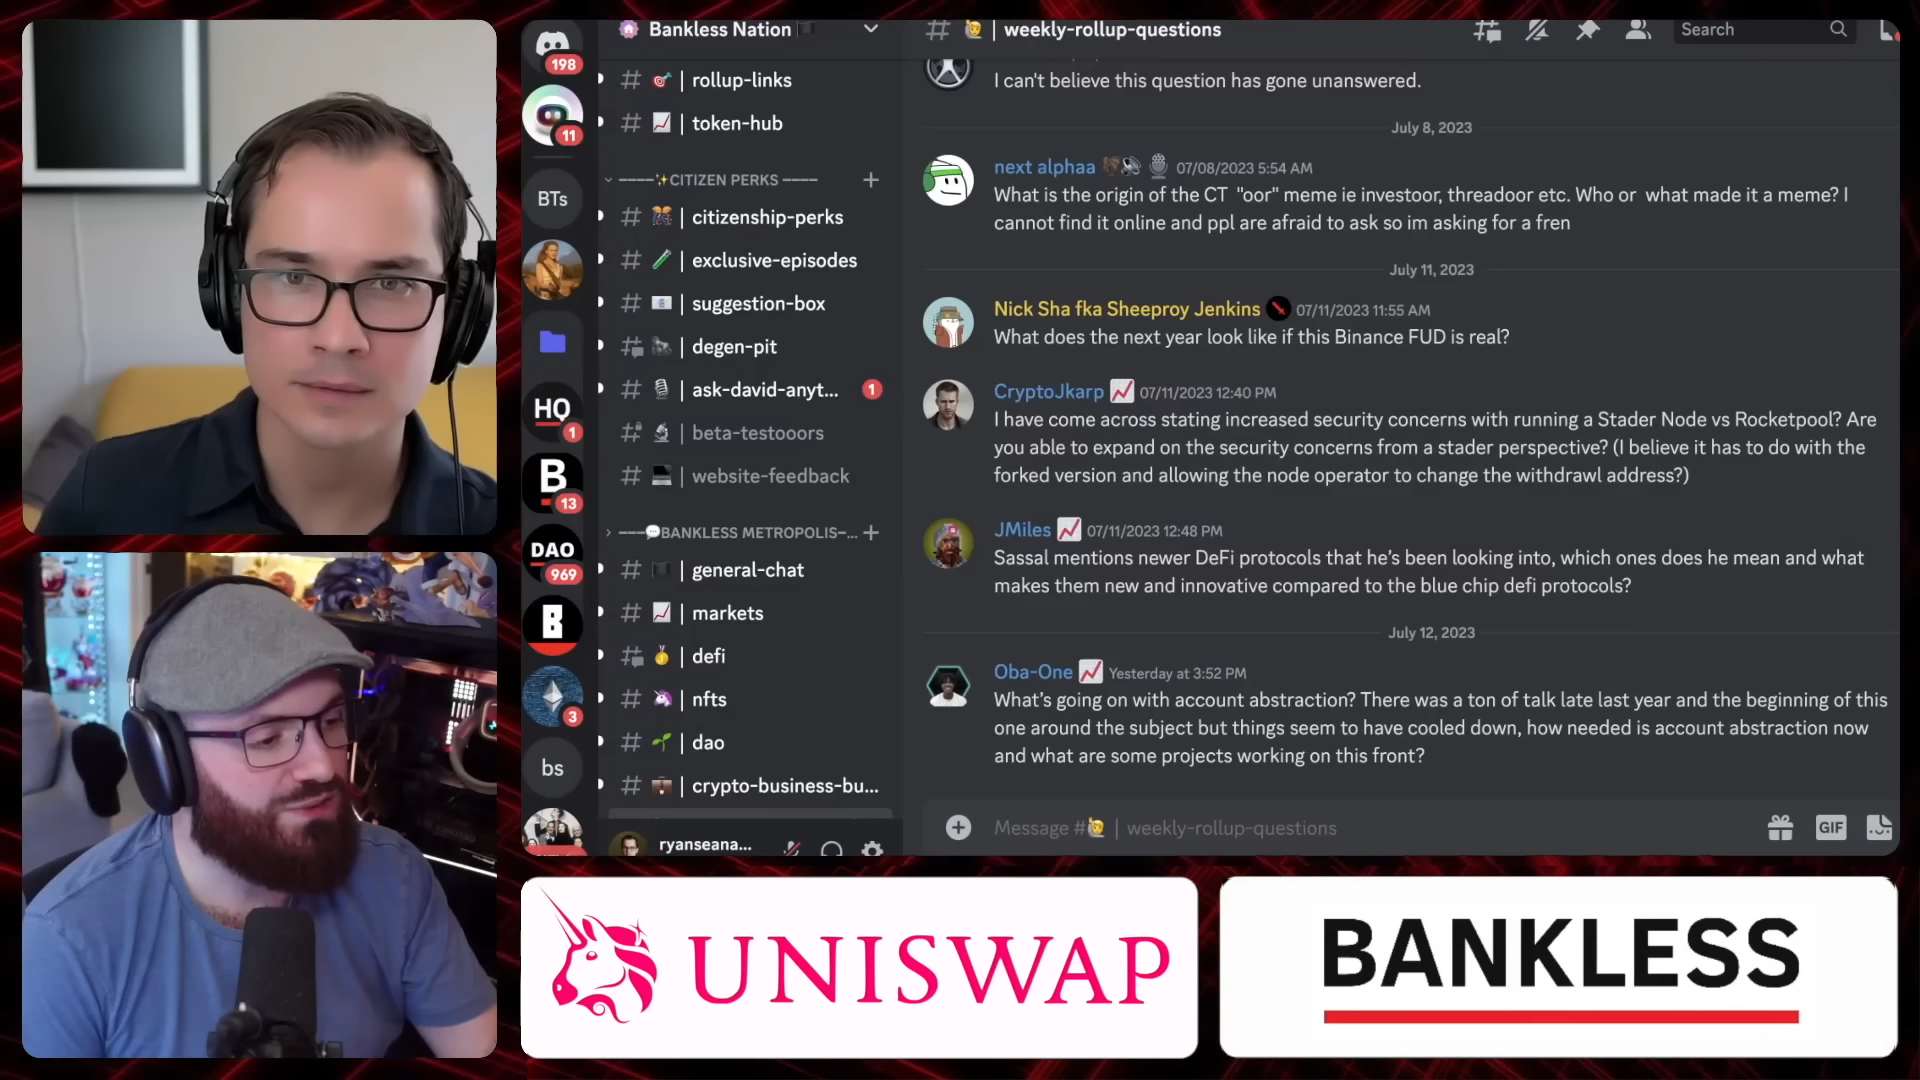 198
11
BTs
HQ
1
B
13
DAO
969
B
3
bs
Bankless Nation
rollup-links
token-hub
CITIZEN PERKS
citizenship-perks
exclusive-episodes
suggestion-box
degen-pit
ask-david-anyt...
1
beta-testooors
website-feedback
BANKLESS METROPOLIS-...
general-chat
markets
defi
nfts
dao
crypto-business-bu...
ryanseana...
# | weekly-rollup-questions
Search
I can't believe this question has gone unanswered.
July 8, 2023
next alphaa 07/08/2023 5:54 AM
What is the origin of the CT "oor" meme ie investoor, threadoor etc. Who or what made it a meme? I
cannot find it online and ppl are afraid to ask so im asking for a fren
July 11, 2023
Nick Sha fka Sheeproy Jenkins 07/11/2023 11:55 AM
What does the next year look like if this Binance FUD is real?
CryptoJkarp 07/11/2023 12:40 PM
I have come across stating increased security concerns with running a Stader Node vs Rocketpool? Are
you able to expand on the security concerns from a stader perspective? (I believe it has to do with the
forked version and allowing the node operator to change the withdrawl address?)
JMiles 07/11/2023 12:48 PM
Sassal mentions newer DeFi protocols that he's been looking into, which ones does he mean and what
makes them new and innovative compared to the blue chip defi protocols?
July 12, 2023
Oba-One Yesterday at 3:52 PM
What's going on with account abstraction? There was a ton of talk late last year and the beginning of this
one around the subject but things seem to have cooled down, how needed is account abstraction now
and what are some projects working on this front?
Message # | weekly-rollup-questions
GIF
UNISWAP
BANKLESS